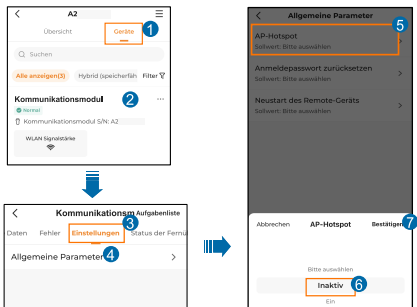 A2
Übersicht
Geräte
1
Suchen
Alle anzeigen(3)
Hybrid (speicherfäh
Filter
Kommunikationsmodul
2
...
Normal
Kommunikationsmodul S/N: A2
WLAN Signalstärke
Kommunikationsm
Aufgabenliste
3
Daten
Fehler
Einstellungen
Status der Fernü
Allgemeine Parameter
4
Allgemeine Parameter
5
AP-Hotspot
Sollwert: Bitte auswählen
Anmeldepasswort zurücksetzen
Sollwert: Bitte auswählen
Neustart des Remote-Geräts
Sollwert: Bitte auswählen
Abbrechen
AP-Hotspot
Bestätigen
7
Bitte auswählen
Inaktiv
6
Ein